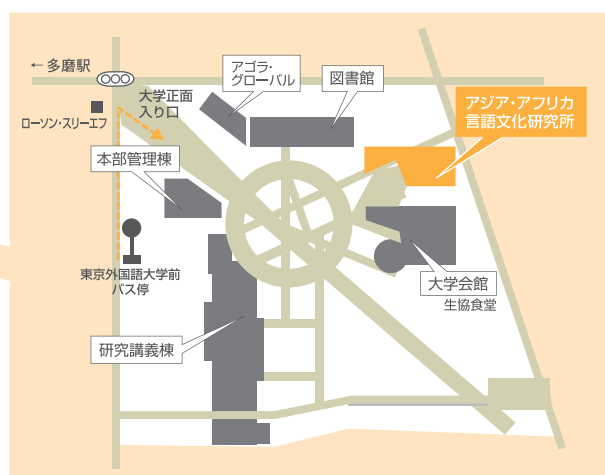 ← 多磨駅
アゴラ・
グローバル
図書館
大学正面
入り口
アジア・アフリカ
言語文化研究所
ローソン・スリーエフ
本部管理棟
東京外国語大学前
バス停
大学会館
生協食堂
研究講義棟